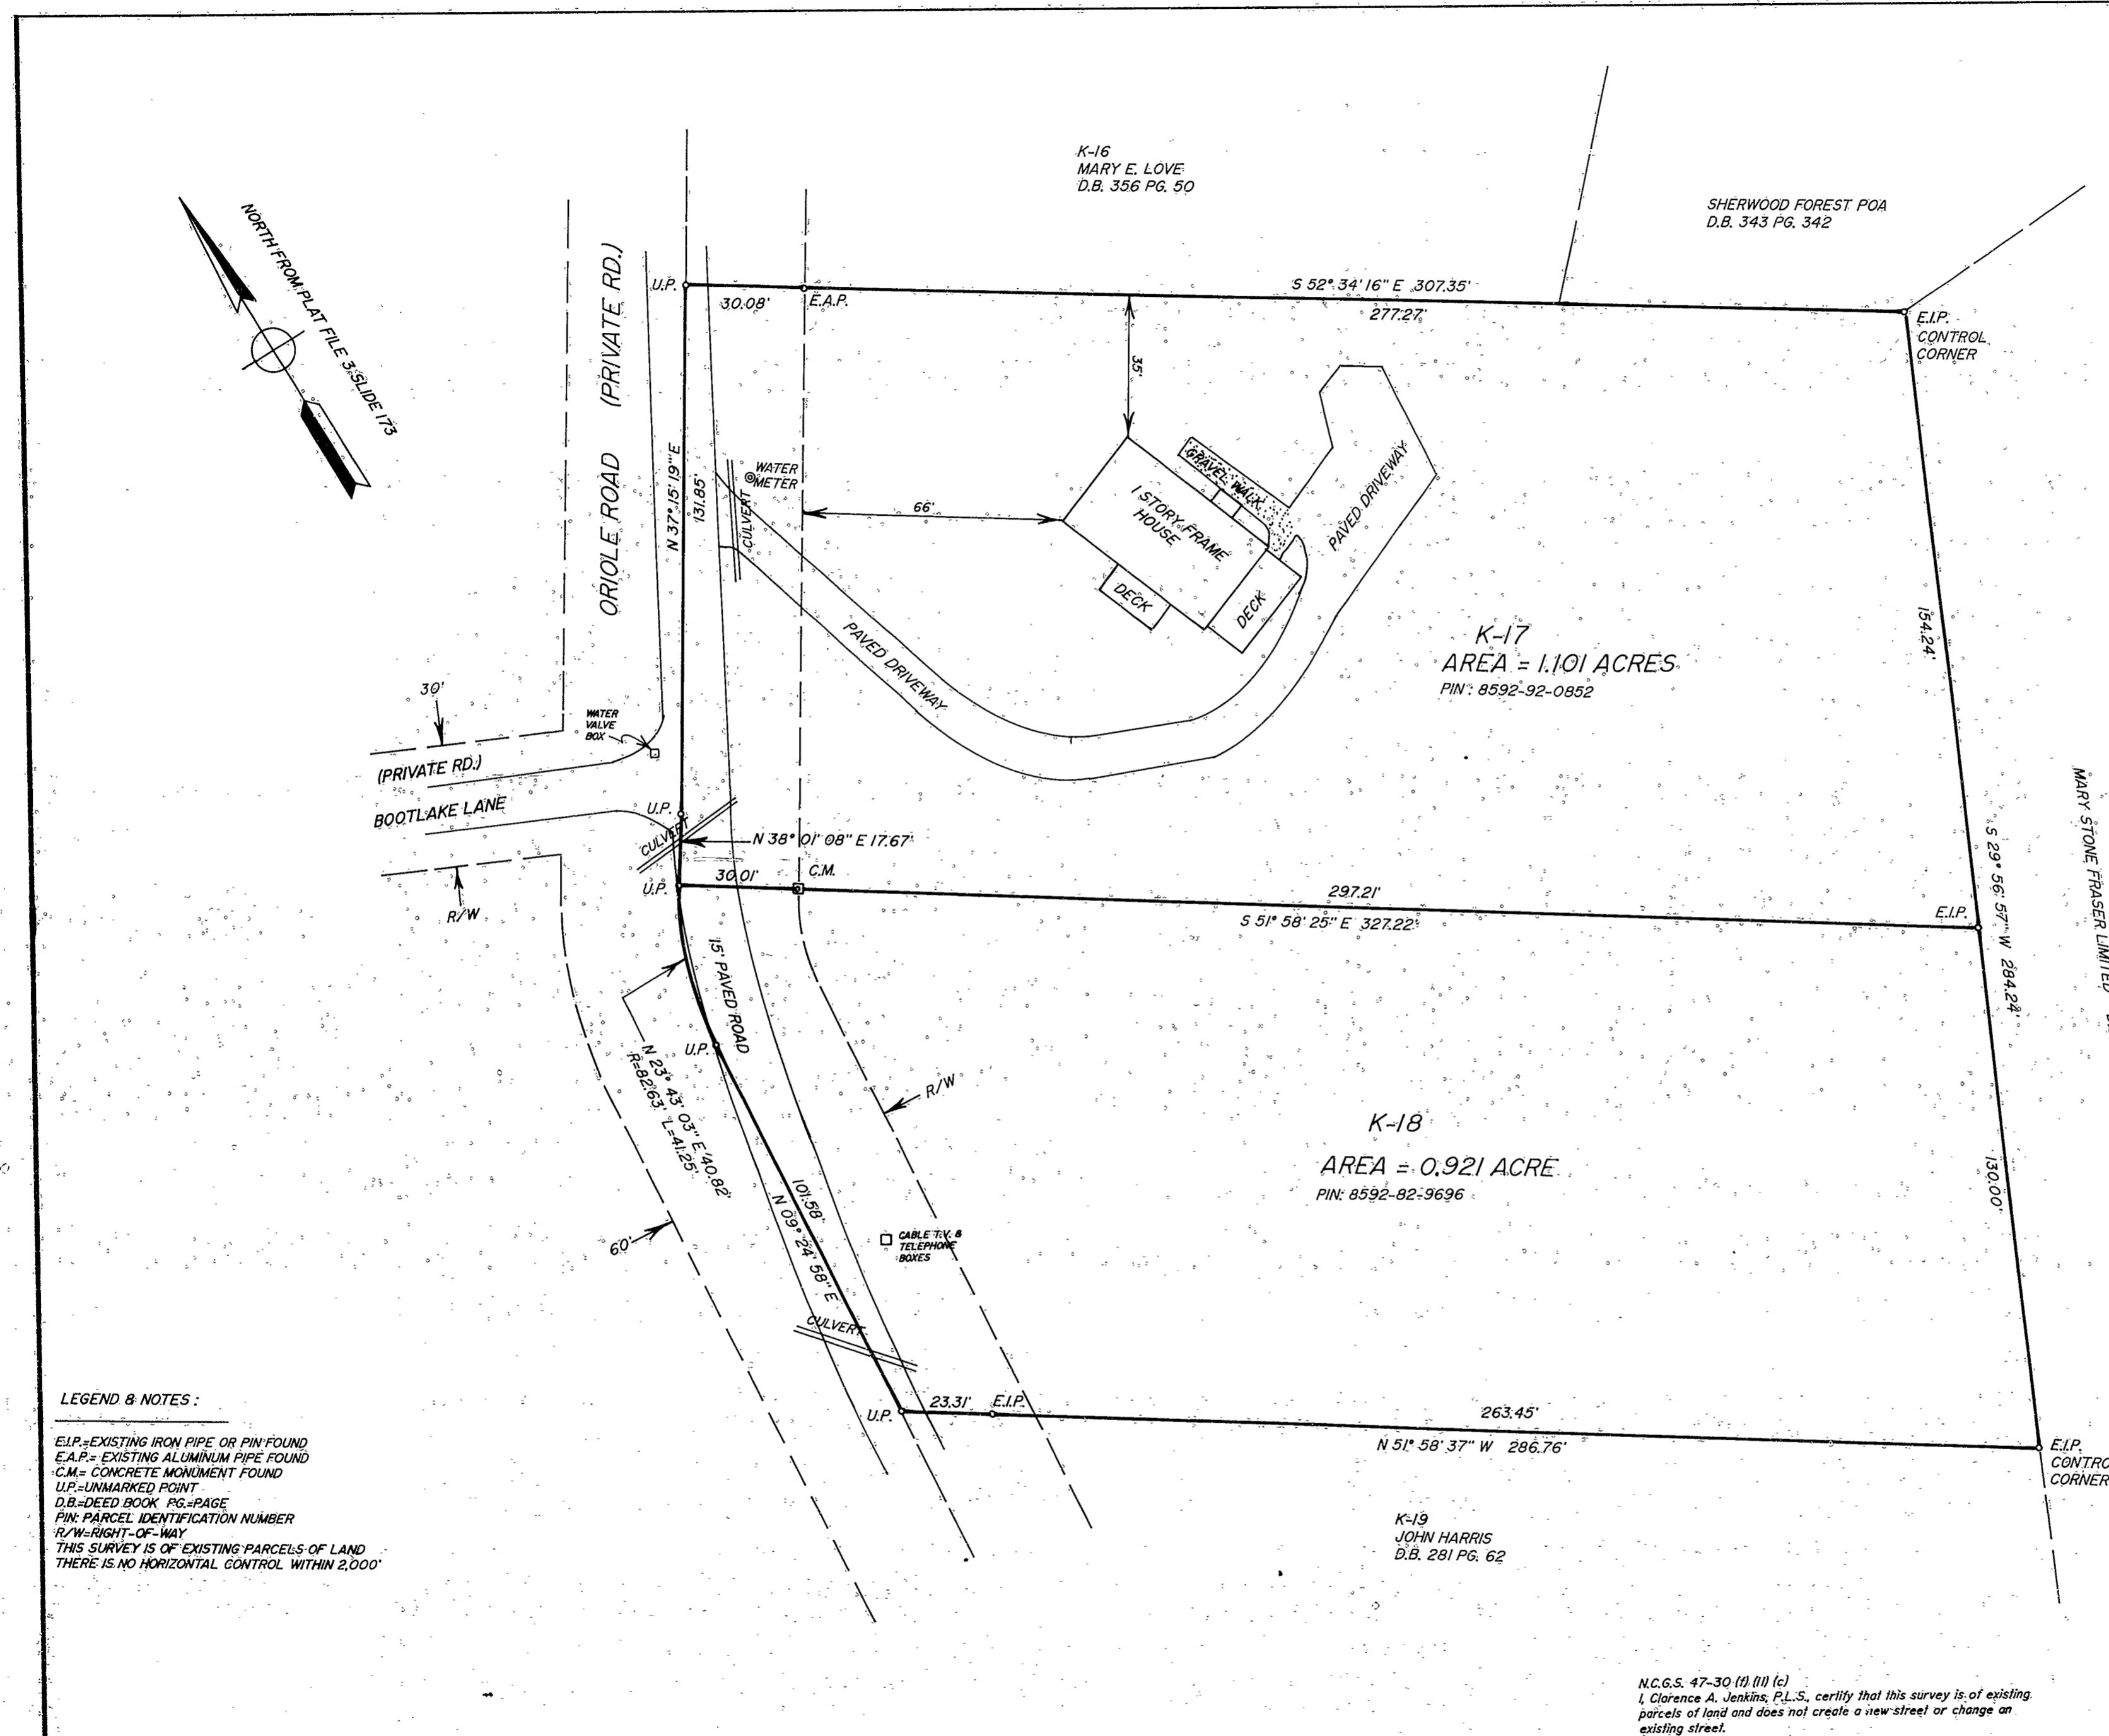 K-16
MARY E. LOVE
D.B. 356 PG. 50
SHERWOOD FOREST POA
D.B. 343 PG. 342
NORTH FROM PLAT FILE 3, SLIDE 173
ORIOLE ROAD (PRIVATE RD.)
U.P.
30.08'
E.A.P.
S 52° 34' 16" E 307.35'
277.27'
E.I.P.
CONTROL
CORNER
35'
N 37° 15' 19" E
131.85'
WATER
METER
CULVERT
66'
GRAVEL WALK
1 STORY FRAME
HOUSE
PAVED DRIVEWAY
DECK
DECK
PAVED DRIVEWAY
K-17
AREA = 1.101 ACRES
PIN: 8592-92-0852
154.24'
30'
WATER
VALVE
BOX
(PRIVATE RD.)
BOOTLAKE LANE
R/W
U.P.
CULVERT
N 38° 01' 08" E 17.67'
U.P.
30.01'
C.M.
297.21'
S 51° 58' 25" E 327.22'
E.I.P.
S 29° 56' 57" W 284.24'
MARY STONE FRASER LIMITED
15' PAVED ROAD
U.P.
N 23° 43' 03" E 40.82'
R=82.63' L=41.25'
R/W
K-18
AREA = 0.921 ACRE
PIN: 8592-82-9696
130.00'
101.58'
N 09° 24' 58" E
60'
CABLE T.V. &
TELEPHONE
BOXES
CULVERT
U.P.
23.31'
E.I.P.
263.45'
N 51° 58' 37" W 286.76'
E.I.P.
CONTRO
CORNER
K-19
JOHN HARRIS
D.B. 281 PG. 62
LEGEND & NOTES :
E.I.P.=EXISTING IRON PIPE OR PIN FOUND
E.A.P.= EXISTING ALUMINUM PIPE FOUND
C.M.= CONCRETE MONUMENT FOUND
U.P.=UNMARKED POINT
D.B.=DEED BOOK PG.=PAGE
PIN: PARCEL IDENTIFICATION NUMBER
R/W=RIGHT-OF-WAY
THIS SURVEY IS OF EXISTING PARCELS OF LAND
THERE IS NO HORIZONTAL CONTROL WITHIN 2,000'
N.C.G.S. 47-30 (f) (11) (c)
I, Clarence A. Jenkins, P.L.S., certify that this survey is of existing
parcels of land and does not create a new street or change an
existing street.